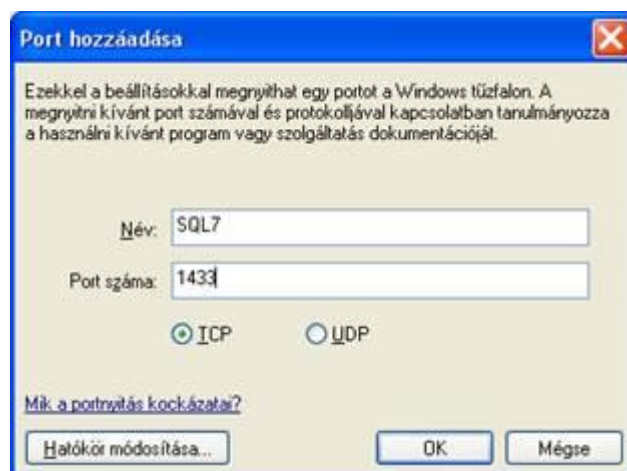 Port hozzáadása
Ezekkel a beállításokkal megnyithat egy portot a Windows tűzfalon. A
megnyitni kívánt port számával és protokolljával kapcsolatban tanulmányozza
a használni kívánt program vagy szolgáltatás dokumentációját.
Név: SQL7
Port száma: 1433
TCP UDP
Mik a portnyitás kockázatai?
Hatókör módosítása... OK Mégse